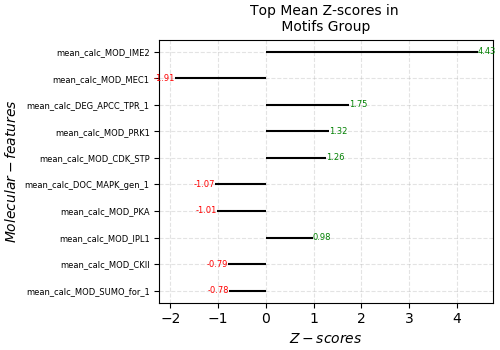 Top Mean Z-scores in
Motifs Group
Molecular – features
mean_calc_MOD_IME2 4.43
mean_calc_MOD_MEC1 -1.91
mean_calc_DEG_APCC_TPR_1 1.75
mean_calc_MOD_PRK1 1.32
mean_calc_MOD_CDK_STP 1.26
mean_calc_DOC_MAPK_gen_1 -1.07
mean_calc_MOD_PKA -1.01
mean_calc_MOD_IPL1 0.98
mean_calc_MOD_CKII -0.79
mean_calc_MOD_SUMO_for_1 -0.78
−2 −1 0 1 2 3 4
Z – scores